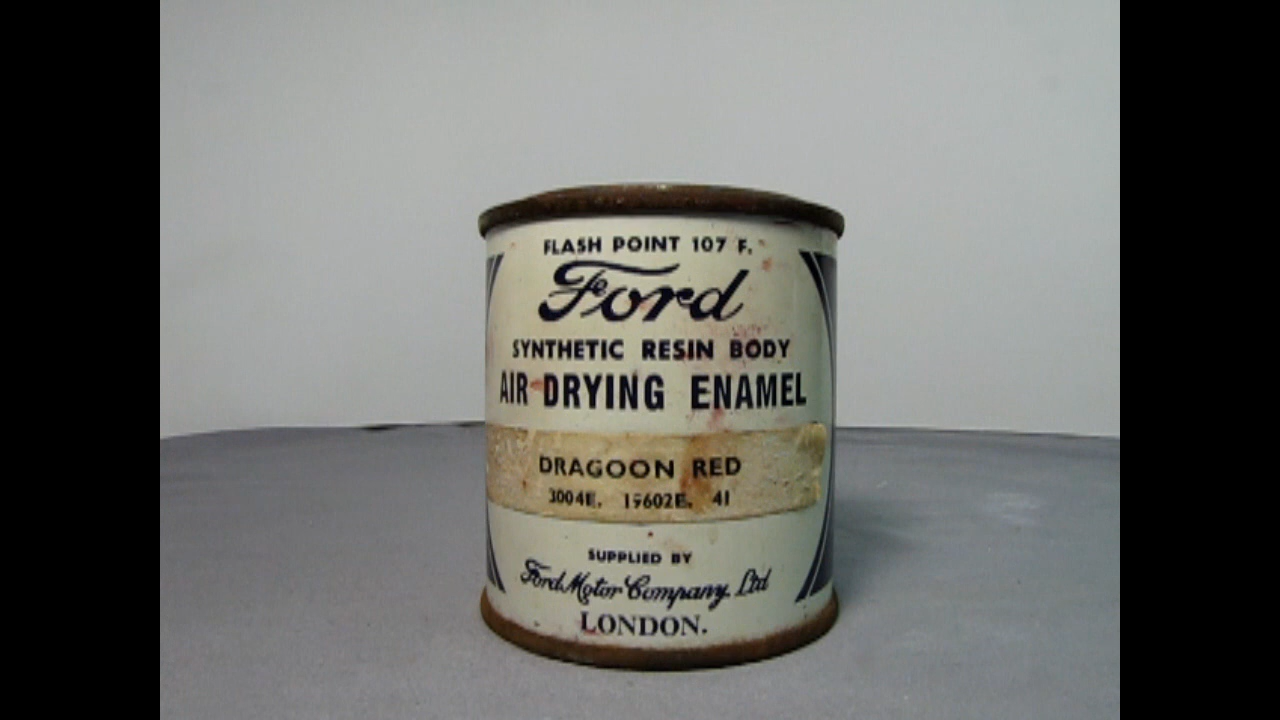 FLASH POINT 107 F.
Ford
SYNTHETIC RESIN BODY
AIR DRYING ENAMEL
DRAGOON RED
3004E. 19602E. 41
SUPPLIED BY
Ford Motor Company Ltd
LONDON.